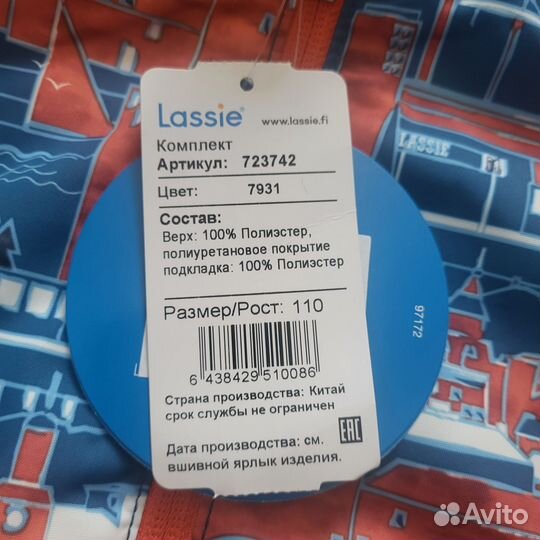 Lassie® www.lassie.fi
Комплект
Артикул: 723742
Цвет: 7931
Состав:
Верх: 100% Полиэстер,
полиуретановое покрытие
подкладка: 100% Полиэстер
Размер/Рост: 110
6 438429 510086
Страна производства: Китай
срок службы не ограничен
EAC
Дата производства: см.
вшивной ярлык изделия.
97172
LASSIE
Avito